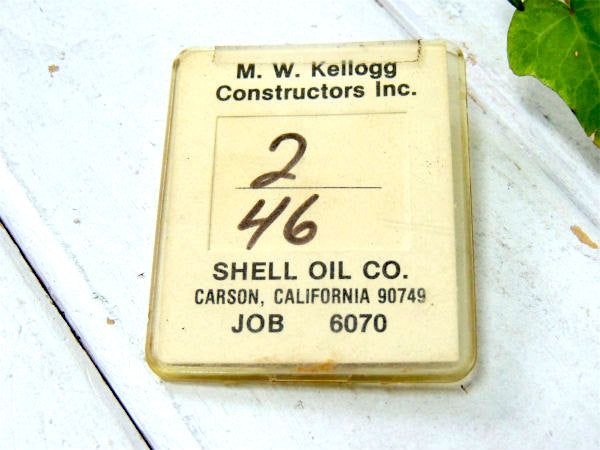 M. W. Kellogg
Constructors Inc.
2
46
SHELL OIL CO.
CARSON, CALIFORNIA 90749
JOB 6070